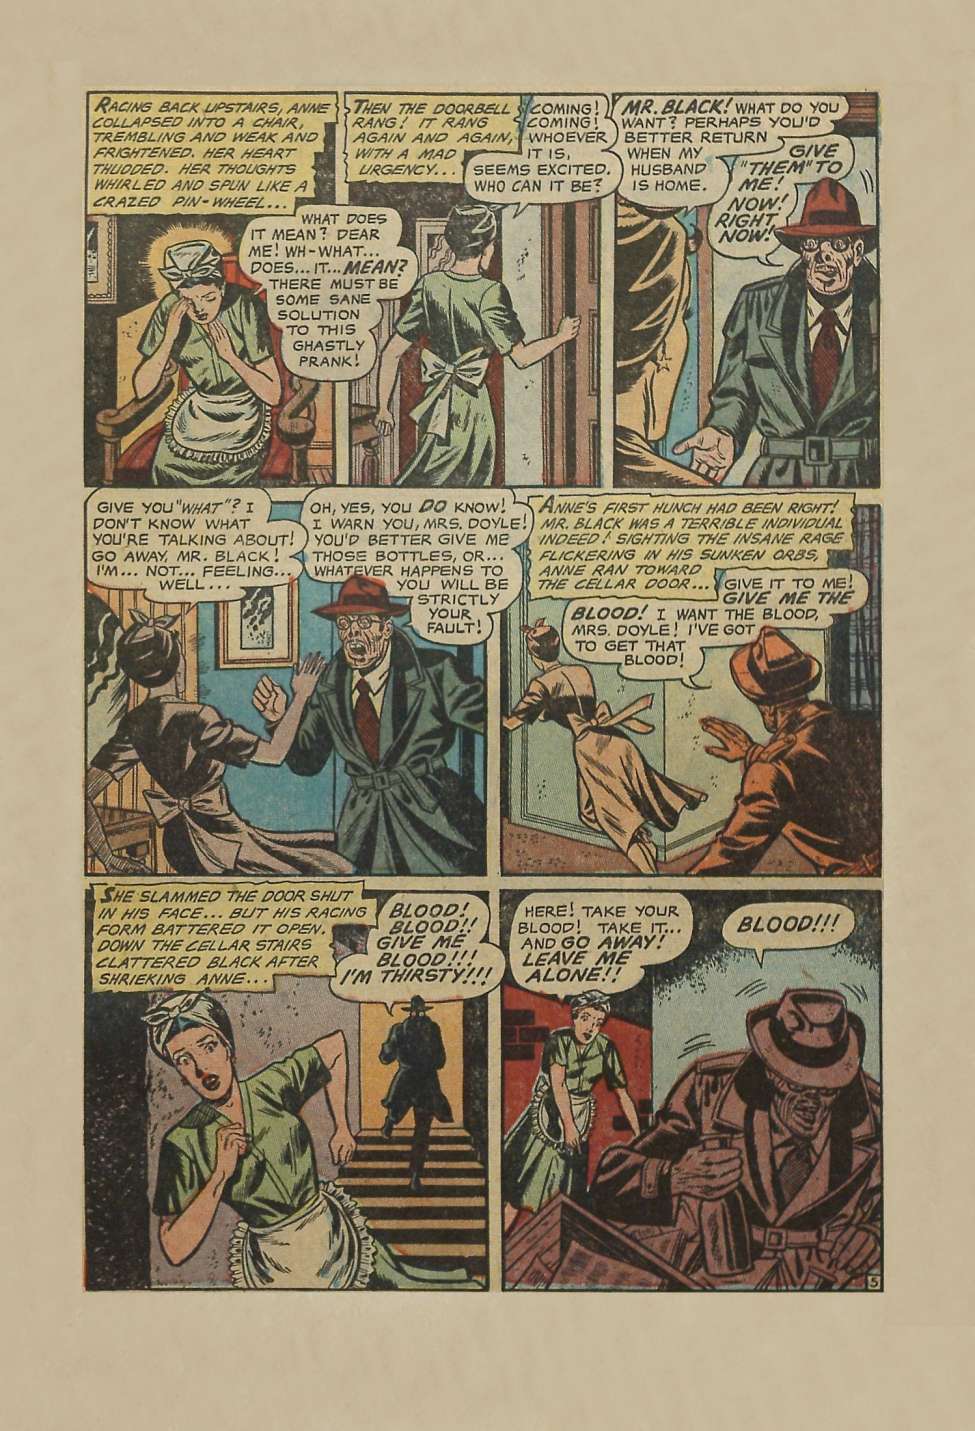 RACING BACK UPSTAIRS, ANNE
COLLAPSED INTO A CHAIR,
TREMBLING AND WEAK AND
FRIGHTENED. HER HEART
THUDDED. HER THOUGHTS
WHIRLED AND SPUN LIKE A
CRAZED PIN-WHEEL...
WHAT DOES
IT MEAN? DEAR
ME! WH-WHAT...
DOES...IT...MEAN?
THERE MUST BE
SOME SANE
SOLUTION
TO THIS
GHASTLY
PRANK!
THEN THE DOORBELL
RANG! IT RANG
AGAIN AND AGAIN,
WITH A MAD
URGENCY...
COMING!
COMING!
WHOEVER
IT IS,
SEEMS EXCITED.
WHO CAN IT BE?
MR. BLACK! WHAT DO YOU
WANT? PERHAPS YOU'D
BETTER RETURN
WHEN MY
HUSBAND
IS HOME.
GIVE
"THEM" TO
ME!
NOW!
RIGHT
NOW!
GIVE YOU "WHAT"? I
DON'T KNOW WHAT
YOU'RE TALKING ABOUT!
GO AWAY, MR. BLACK!
I'M... NOT... FEELING...
WELL...
OH, YES, YOU DO KNOW!
I WARN YOU, MRS. DOYLE!
YOU'D BETTER GIVE ME
THOSE BOTTLES, OR...
WHATEVER HAPPENS TO
YOU WILL BE
STRICTLY
YOUR
FAULT!
ANNE'S FIRST HUNCH HAD BEEN RIGHT!
MR. BLACK WAS A TERRIBLE INDIVIDUAL
INDEED! SIGHTING THE INSANE RAGE
FLICKERING IN HIS SUNKEN ORBS,
ANNE RAN TOWARD
THE CELLAR DOOR...
GIVE IT TO ME!
GIVE ME THE
BLOOD! I WANT THE BLOOD,
MRS. DOYLE! I'VE GOT
TO GET THAT
BLOOD!
SHE SLAMMED THE DOOR SHUT
IN HIS FACE... BUT HIS RACING
FORM BATTERED IT OPEN.
DOWN THE CELLAR STAIRS
CLATTERED BLACK AFTER
SHRIEKING ANNE...
BLOOD!
BLOOD!!
GIVE ME
BLOOD!!!
I'M THIRSTY!!!
HERE! TAKE YOUR
BLOOD! TAKE IT...
AND GO AWAY!
LEAVE ME
ALONE!!
BLOOD!!!
5